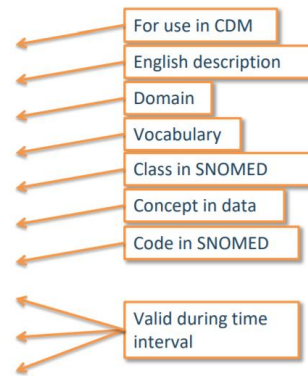 For use in CDM
English description
Domain
Vocabulary
Class in SNOMED
Concept in data
Code in SNOMED
Valid during time
interval